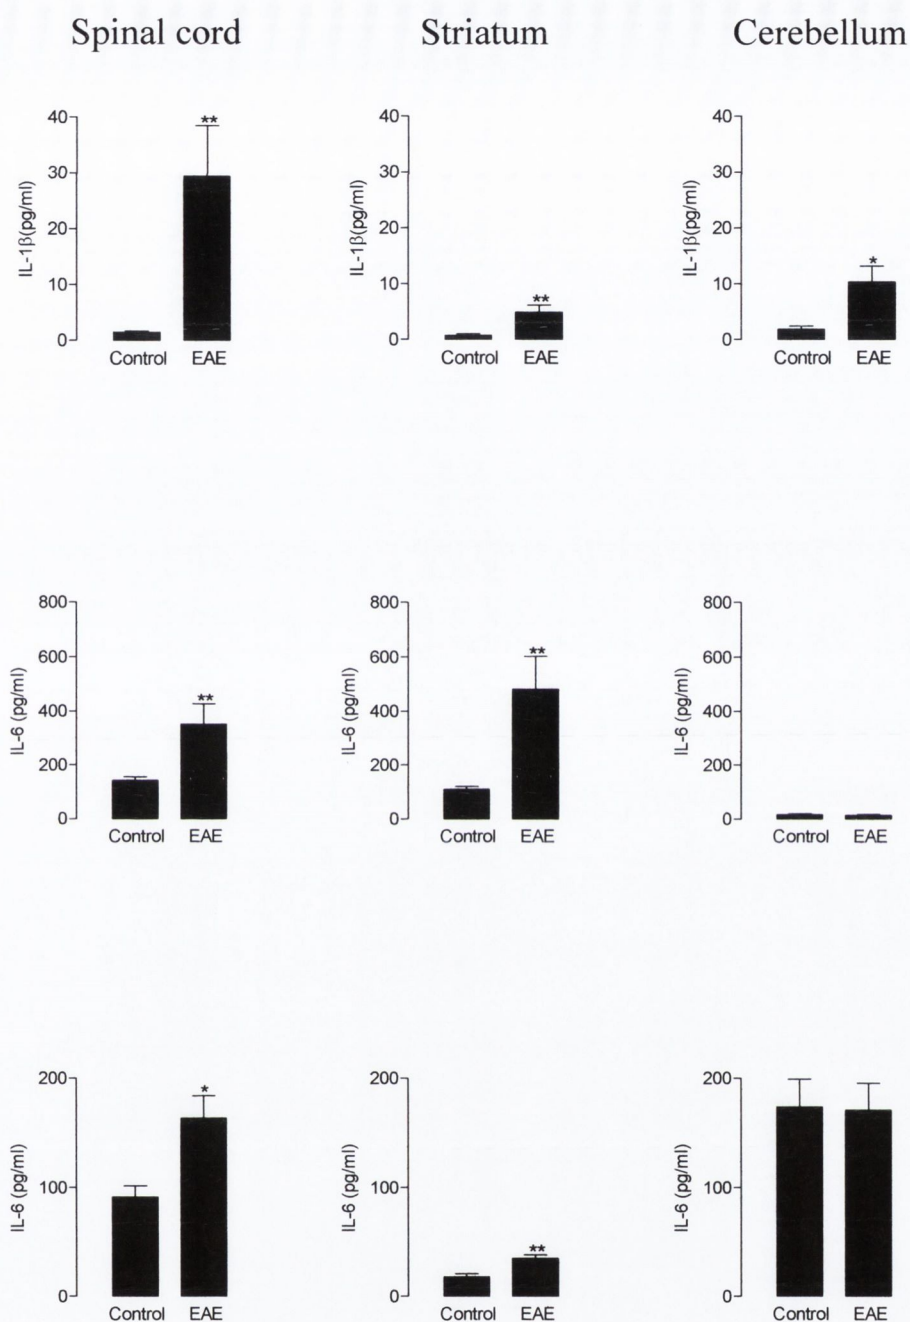 Spinal cord Striatum Cerebellum
40 ** 40 40
30 30 30
IL-1β(pg/ml) IL-1β(pg/ml) IL-1β(pg/ml)
20 20 20
10 10 ** 10 *
0 0 0
Control EAE Control EAE Control EAE
800 800 800
600 600 ** 600
IL-6 (pg/ml) IL-6 (pg/ml) IL-6 (pg/ml)
400 ** 400 400
200 200 200
0 0 0
Control EAE Control EAE Control EAE
200 * 200 200
IL-6 (pg/ml) IL-6 (pg/ml) IL-6 (pg/ml)
100 100 100
0 0 ** 0
Control EAE Control EAE Control EAE